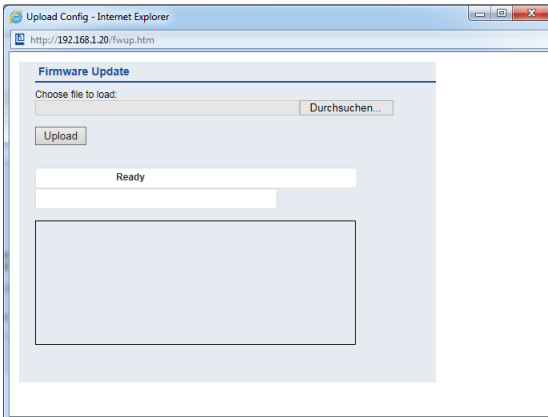 Upload Config - Internet Explorer
http://192.168.1.20/fwup.htm
Firmware Update
Choose file to load:
Durchsuchen...
Upload
Ready